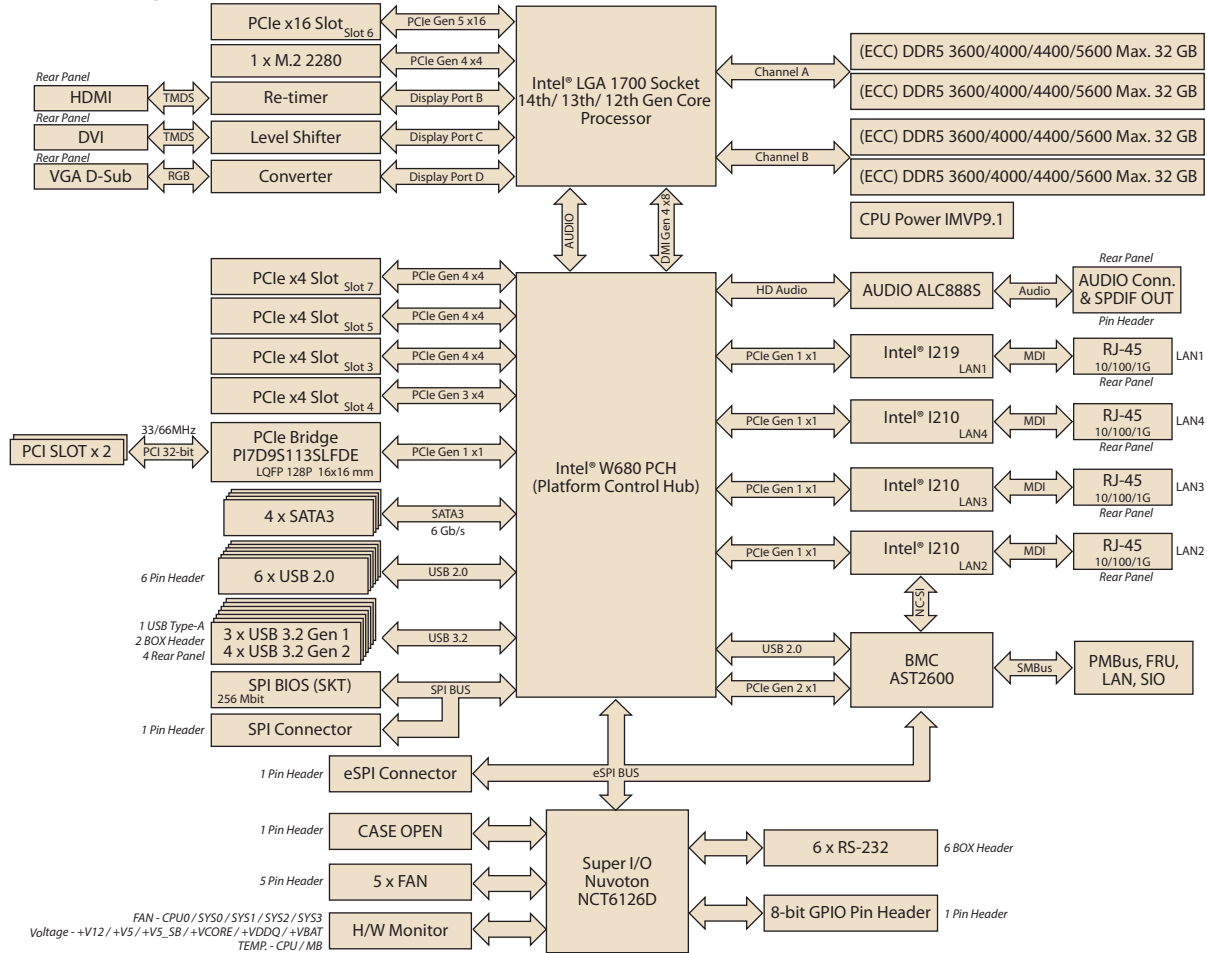 PCIe x16 Slot
Slot 6
PCIe Gen 5 x16
1 x M.2 2280
PCIe Gen 4 x4
Rear Panel
HDMI
TMDS
Re-timer
Display Port B
Rear Panel
DVI
TMDS
Level Shifter
Display Port C
Rear Panel
VGA D-Sub
RGB
Converter
Display Port D
Intel® LGA 1700 Socket
14th/ 13th/ 12th Gen Core
Processor
Channel A
(ECC) DDR5 3600/4000/4400/5600 Max. 32 GB
(ECC) DDR5 3600/4000/4400/5600 Max. 32 GB
Channel B
(ECC) DDR5 3600/4000/4400/5600 Max. 32 GB
(ECC) DDR5 3600/4000/4400/5600 Max. 32 GB
CPU Power IMVP9.1
AUDIO
DMI Gen 4 x8
PCIe x4 Slot
Slot 7
PCIe Gen 4 x4
PCIe x4 Slot
Slot 5
PCIe Gen 4 x4
PCIe x4 Slot
Slot 3
PCIe Gen 4 x4
PCIe x4 Slot
Slot 4
PCIe Gen 3 x4
PCI SLOT x 2
33/66MHz
PCI 32-bit
PCIe Bridge
PI7D9S113SLFDE
LQFP 128P 16x16 mm
PCIe Gen 1 x1
4 x SATA3
SATA3
6 Gb/s
6 Pin Header
6 x USB 2.0
USB 2.0
1 USB Type-A
2 BOX Header
4 Rear Panel
3 x USB 3.2 Gen 1
4 x USB 3.2 Gen 2
USB 3.2
SPI BIOS (SKT)
256 Mbit
SPI BUS
1 Pin Header
SPI Connector
Intel® W680 PCH
(Platform Control Hub)
HD Audio
AUDIO ALC888S
Audio
Rear Panel
AUDIO Conn.
& SPDIF OUT
Pin Header
PCIe Gen 1 x1
Intel® I219
LAN1
MDI
RJ-45
10/100/1G
Rear Panel
LAN1
PCIe Gen 1 x1
Intel® I210
LAN4
MDI
RJ-45
10/100/1G
Rear Panel
LAN4
PCIe Gen 1 x1
Intel® I210
LAN3
MDI
RJ-45
10/100/1G
Rear Panel
LAN3
PCIe Gen 1 x1
Intel® I210
LAN2
MDI
RJ-45
10/100/1G
Rear Panel
LAN2
NC-SI
USB 2.0
PCIe Gen 2 x1
BMC
AST2600
SMBus
PMBus, FRU,
LAN, SIO
1 Pin Header
eSPI Connector
eSPI BUS
1 Pin Header
CASE OPEN
5 Pin Header
5 x FAN
FAN - CPU0 / SYS0 / SYS1 / SYS2 / SYS3
Voltage - +V12 / +V5 / +V5_SB / +VCORE / +VDDQ / +VBAT
TEMP. - CPU / MB
H/W Monitor
Super I/O
Nuvoton
NCT6126D
6 x RS-232
6 BOX Header
8-bit GPIO Pin Header
1 Pin Header